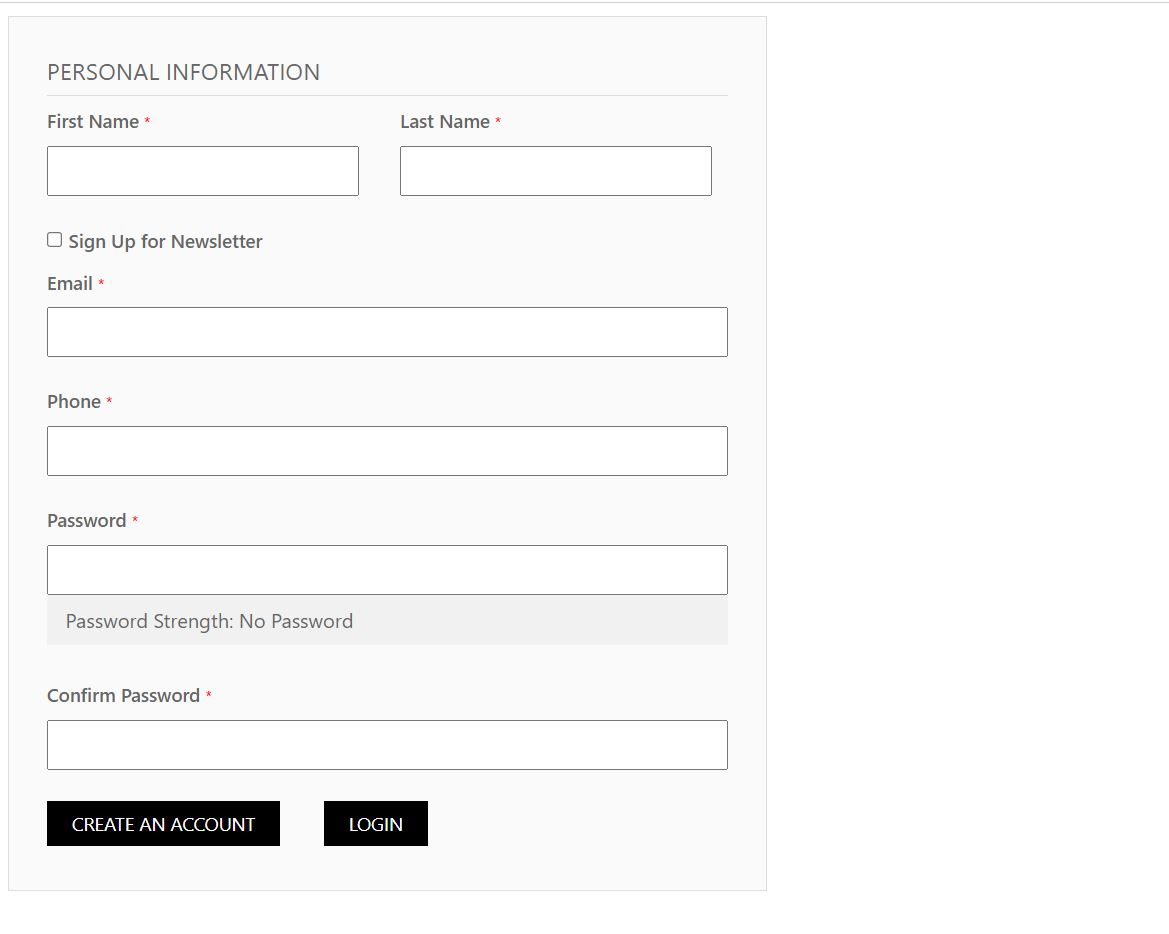 PERSONAL INFORMATION
First Name * Last Name *
Sign Up for Newsletter
Email *
Phone *
Password *
Password Strength: No Password
Confirm Password *
CREATE AN ACCOUNT LOGIN